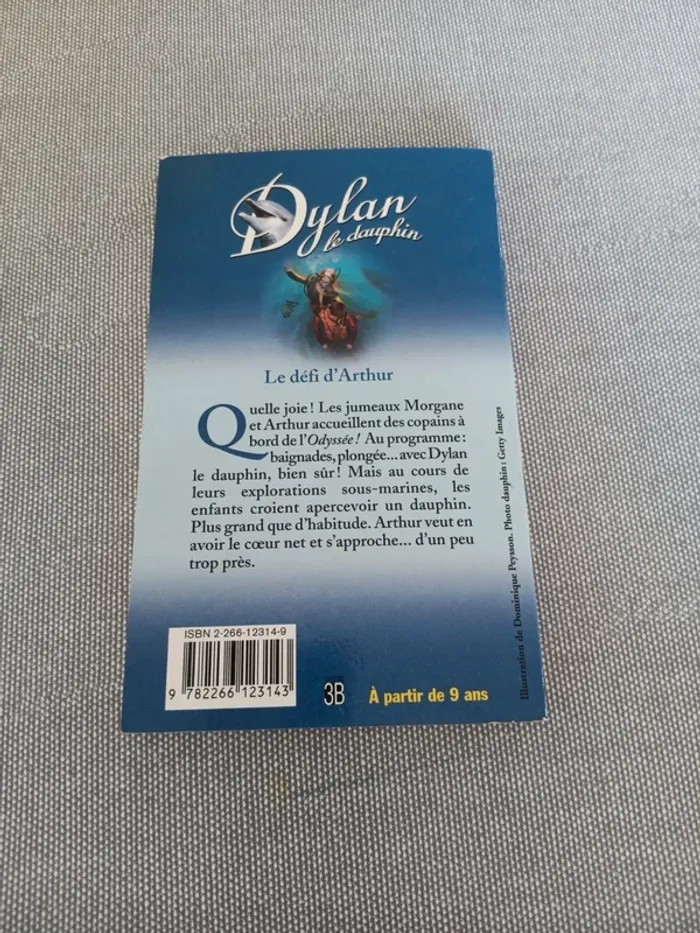 Dylan
le dauphin
Le défi d'Arthur
Quelle joie ! Les jumeaux Morgane
et Arthur accueillent des copains à
bord de l'Odyssée ! Au programme :
baignades, plongée... avec Dylan
le dauphin, bien sûr ! Mais au cours de
leurs explorations sous-marines, les
enfants croient apercevoir un dauphin.
Plus grand que d'habitude. Arthur veut en
avoir le cœur net et s'approche... d'un peu
trop près.
Illustration de Dominique Peysson. Photo dauphin : Getty Images
ISBN 2-266-12314-9
9 782266 123143
3B
À partir de 9 ans